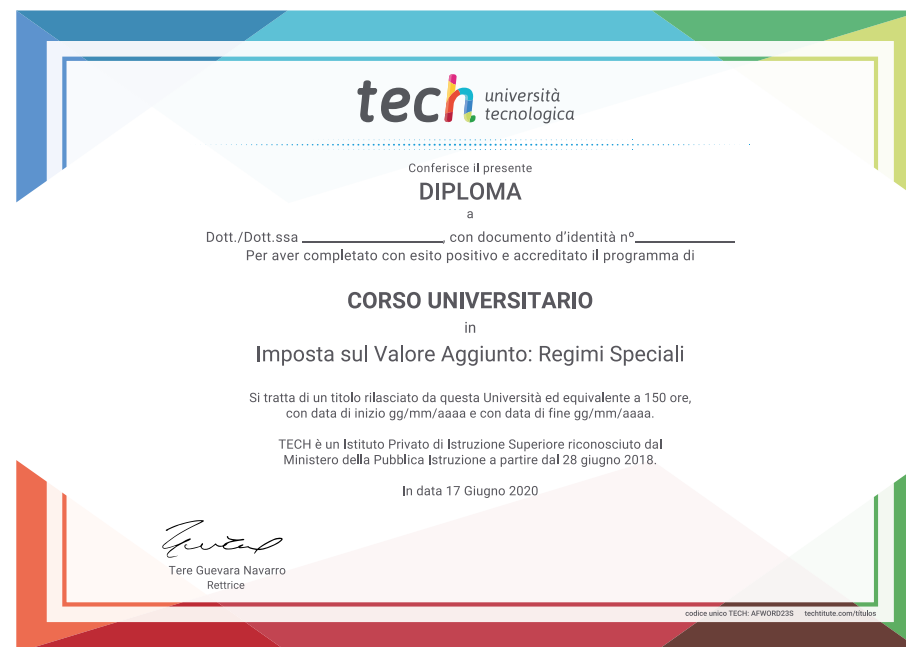 tech università
tecnologica
Conferisce il presente
DIPLOMA
a
Dott./Dott.ssa ____________________, con documento d'identità nº______________
Per aver completato con esito positivo e accreditato il programma di
CORSO UNIVERSITARIO
in
Imposta sul Valore Aggiunto: Regimi Speciali
Si tratta di un titolo rilasciato da questa Università ed equivalente a 150 ore,
con data di inizio gg/mm/aaaa e con data di fine gg/mm/aaaa.
TECH è un Istituto Privato di Istruzione Superiore riconosciuto dal
Ministero della Pubblica Istruzione a partire dal 28 giugno 2018.
In data 17 Giugno 2020
Tere Guevara Navarro
Rettrice
codice unico TECH: AFWORD23S techtitute.com/titulos